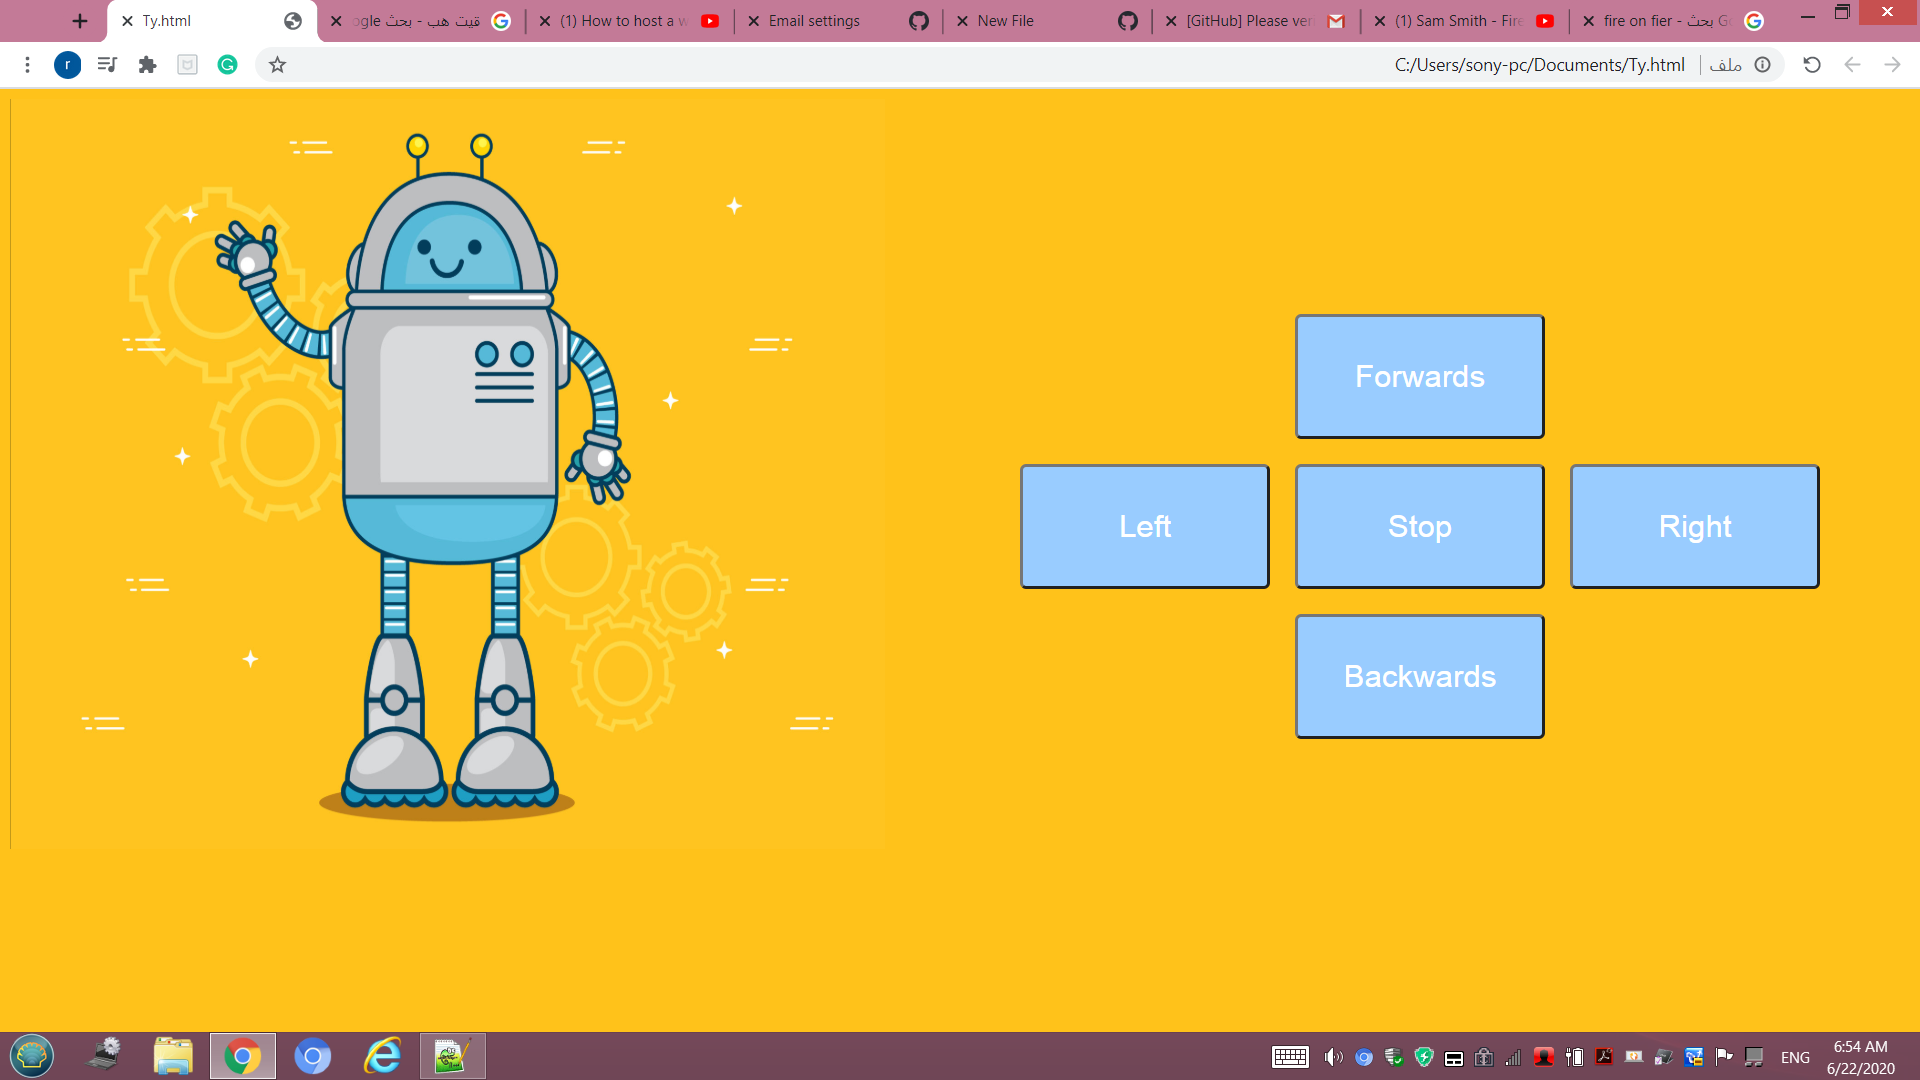 Ty.html
ogle قيت هب - بحث
(1) How to host a w
Email settings
New File
[GitHub] Please ver
(1) Sam Smith - Fire
fire on fier - بحث Go
r
C:/Users/sony-pc/Documents/Ty.html
ملف
Forwards
Left
Stop
Right
Backwards
ENG
6:54 AM
6/22/2020